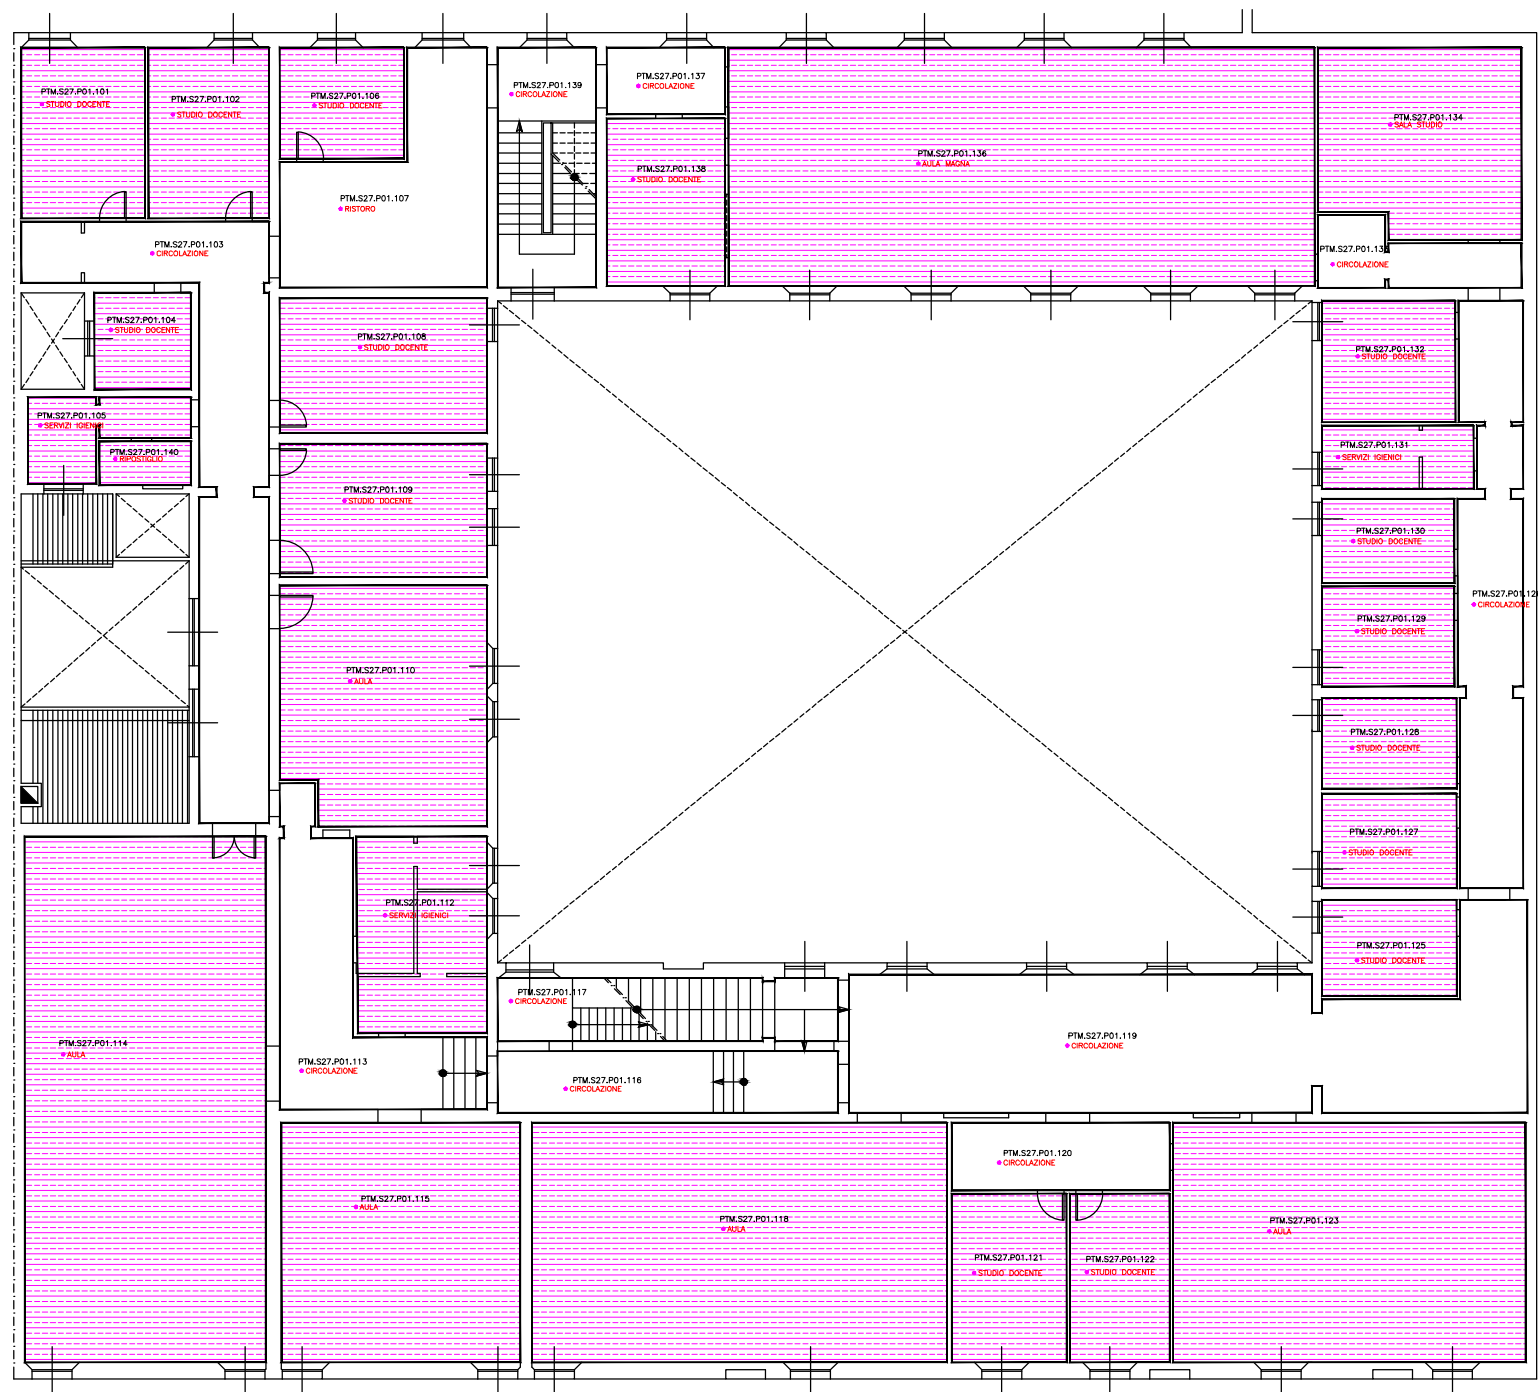 PTM.S27.P01.101
STUDIO DOCENTE
PTM.S27.P01.102
STUDIO DOCENTE
PTM.S27.P01.106
STUDIO DOCENTE
PTM.S27.P01.139
CIRCOLAZIONE
PTM.S27.P01.137
CIRCOLAZIONE
PTM.S27.P01.134
SALA STUDIO
PTM.S27.P01.136
AULA MAGNA
PTM.S27.P01.138
STUDIO DOCENTE
PTM.S27.P01.107
RISTORO
PTM.S27.P01.103
CIRCOLAZIONE
CIRCOLAZIONE
PTM.S27.P01.104
STUDIO DOCENTE
PTM.S27.P01.108
STUDIO DOCENTE
PTM.S27.P01.132
STUDIO DOCENTE
PTM.S27.P01.105
SERVIZI IGIENICI
PTM.S27.P01.140
RIPOSTIGLIO
PTM.S27.P01.131
SERVIZI IGIENICI
PTM.S27.P01.109
STUDIO DOCENTE
PTM.S27.P01.130
STUDIO DOCENTE
CIRCOLAZIONE
PTM.S27.P01.129
STUDIO DOCENTE
PTM.S27.P01.110
AULA
PTM.S27.P01.128
STUDIO DOCENTE
PTM.S27.P01.127
STUDIO DOCENTE
PTM.S27.P01.112
SERVIZI IGIENICI
PTM.S27.P01.125
STUDIO DOCENTE
PTM.S27.P01.117
CIRCOLAZIONE
PTM.S27.P01.119
CIRCOLAZIONE
PTM.S27.P01.114
AULA
PTM.S27.P01.113
CIRCOLAZIONE
PTM.S27.P01.116
CIRCOLAZIONE
PTM.S27.P01.120
CIRCOLAZIONE
PTM.S27.P01.115
AULA
PTM.S27.P01.118
AULA
PTM.S27.P01.123
AULA
PTM.S27.P01.121
STUDIO DOCENTE
PTM.S27.P01.122
STUDIO DOCENTE